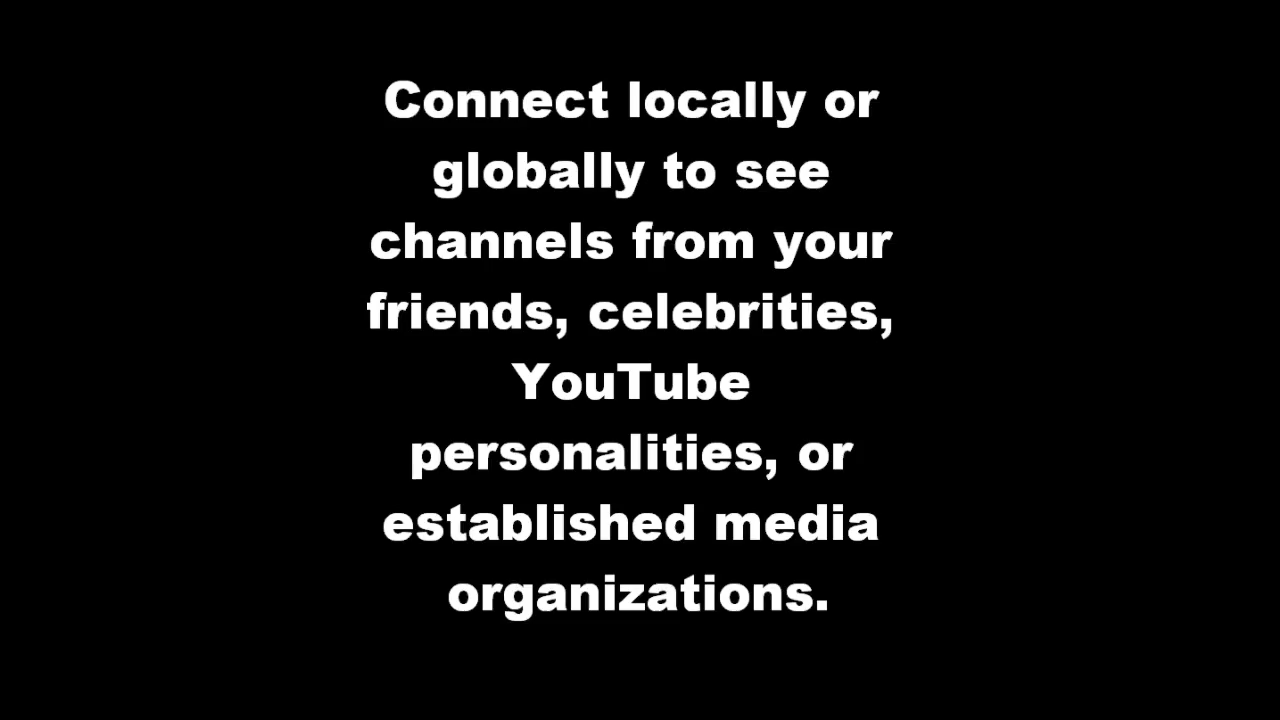 Connect locally or
globally to see
channels from your
friends, celebrities,
YouTube
personalities, or
established media
organizations.